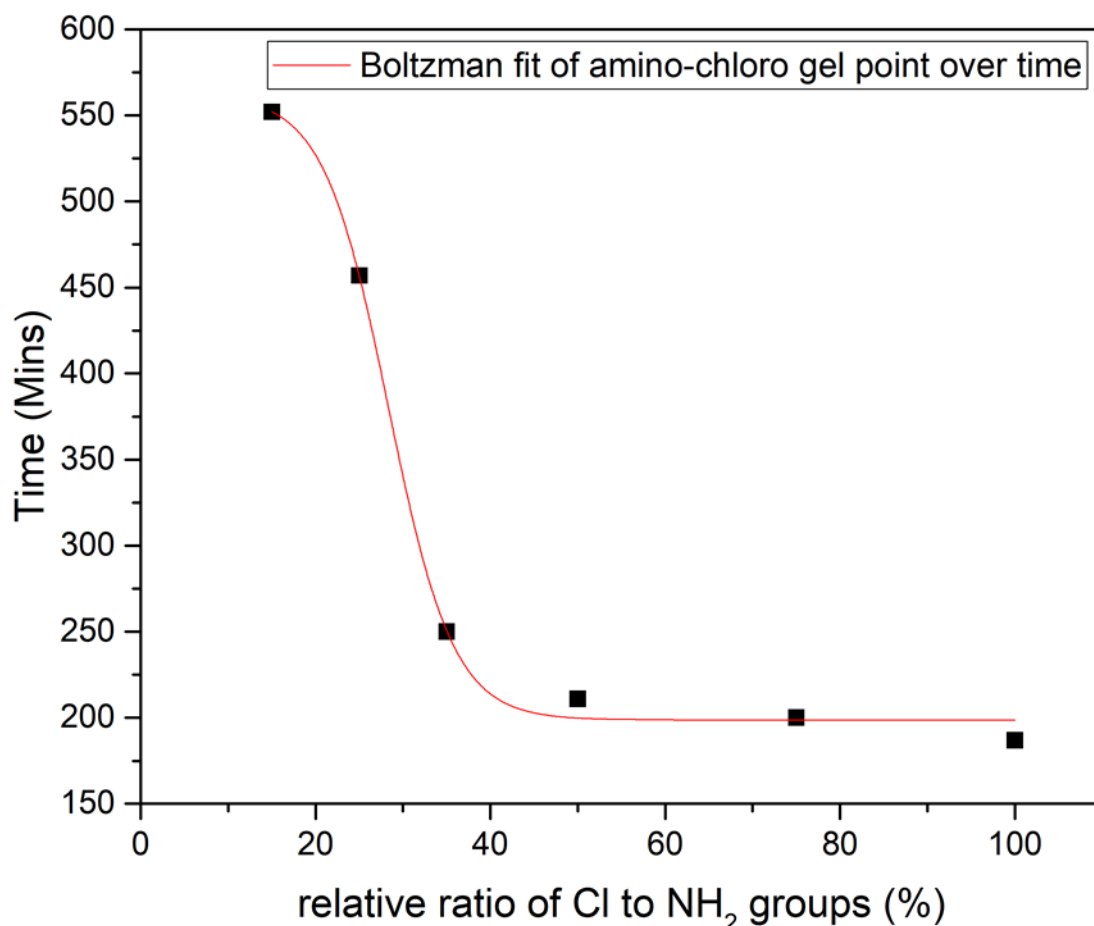 Boltzman fit of amino-chloro gel point over time
600
550
500
450
400
350
300
250
200
150
Time (Mins)
0 20 40 60 80 100
relative ratio of Cl to NH₂ groups (%)